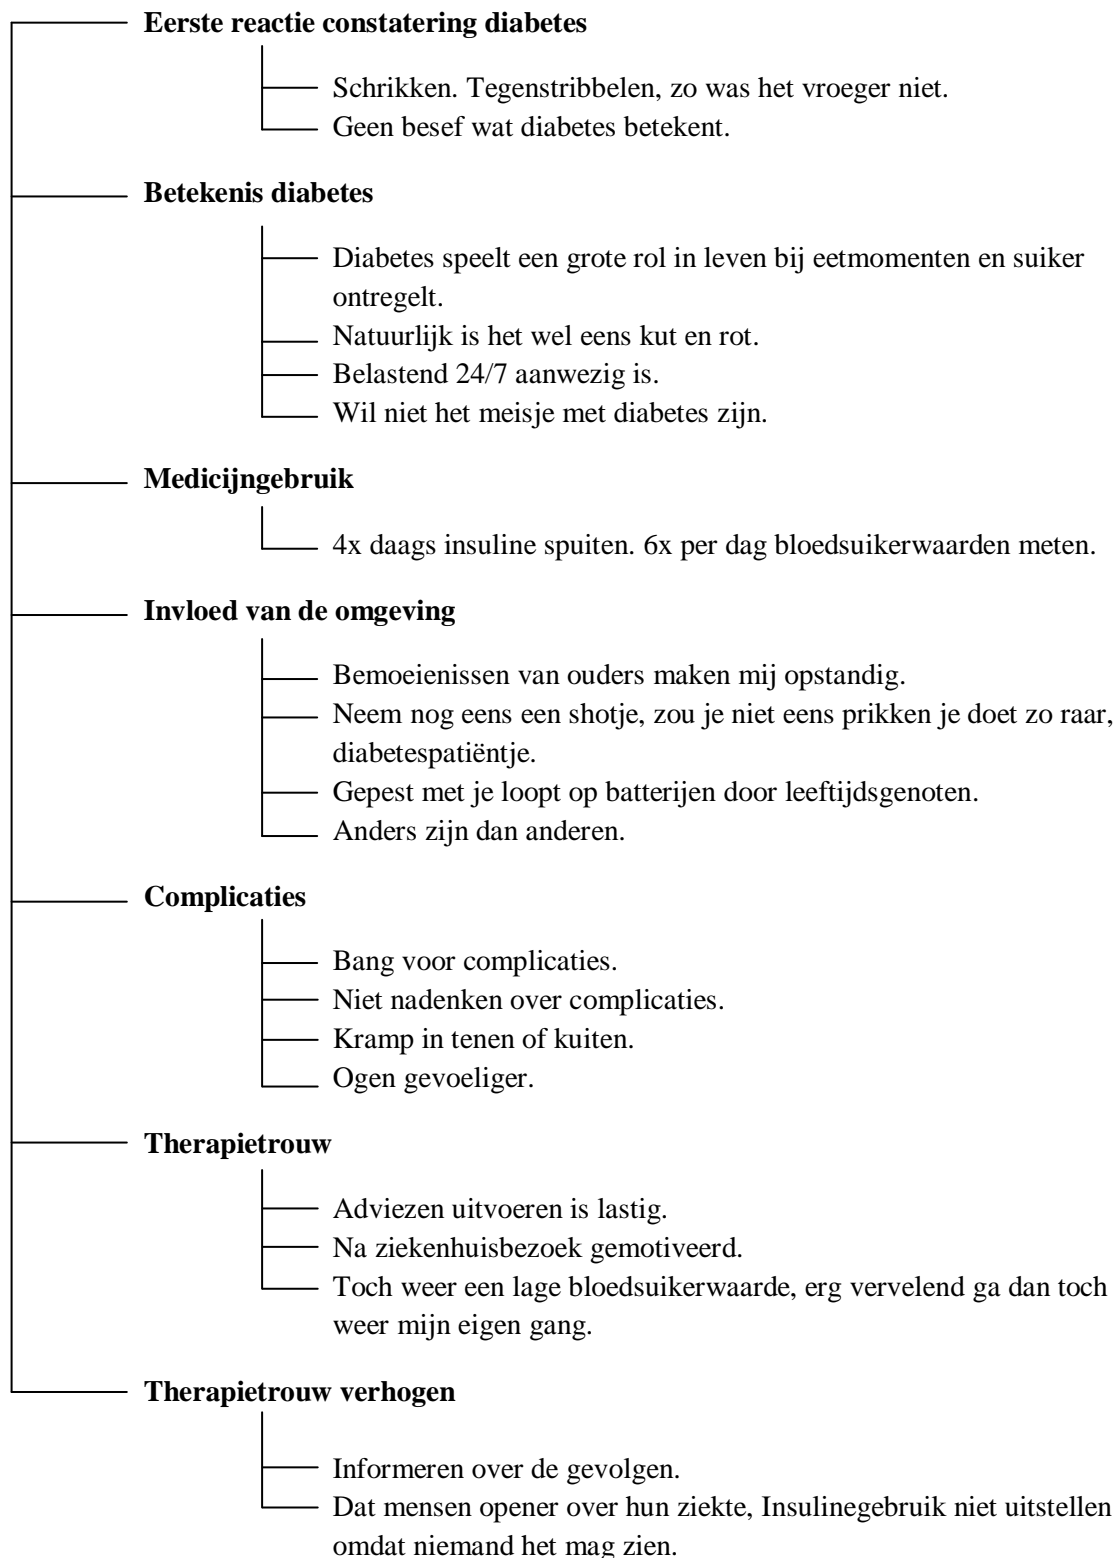 Eerste reactie constatering diabetes
Schrikken. Tegenstribbelen, zo was het vroeger niet.
Geen besef wat diabetes betekent.
Betekenis diabetes
Diabetes speelt een grote rol in leven bij eetmomenten en suiker
ontregelt.
Natuurlijk is het wel eens kut en rot.
Belastend 24/7 aanwezig is.
Wil niet het meisje met diabetes zijn.
Medicijngebruik
4x daags insuline spuiten. 6x per dag bloedsuikerwaarden meten.
Invloed van de omgeving
Bemoeienissen van ouders maken mij opstandig.
Neem nog eens een shotje, zou je niet eens prikken je doet zo raar,
diabetespatiëntje.
Gepest met je loopt op batterijen door leeftijdsgenoten.
Anders zijn dan anderen.
Complicaties
Bang voor complicaties.
Niet nadenken over complicaties.
Kramp in tenen of kuiten.
Ogen gevoeliger.
Therapietrouw
Adviezen uitvoeren is lastig.
Na ziekenhuisbezoek gemotiveerd.
Toch weer een lage bloedsuikerwaarde, erg vervelend ga dan toch
weer mijn eigen gang.
Therapietrouw verhogen
Informeren over de gevolgen.
Dat mensen opener over hun ziekte, Insulinegebruik niet uitstellen
omdat niemand het mag zien.